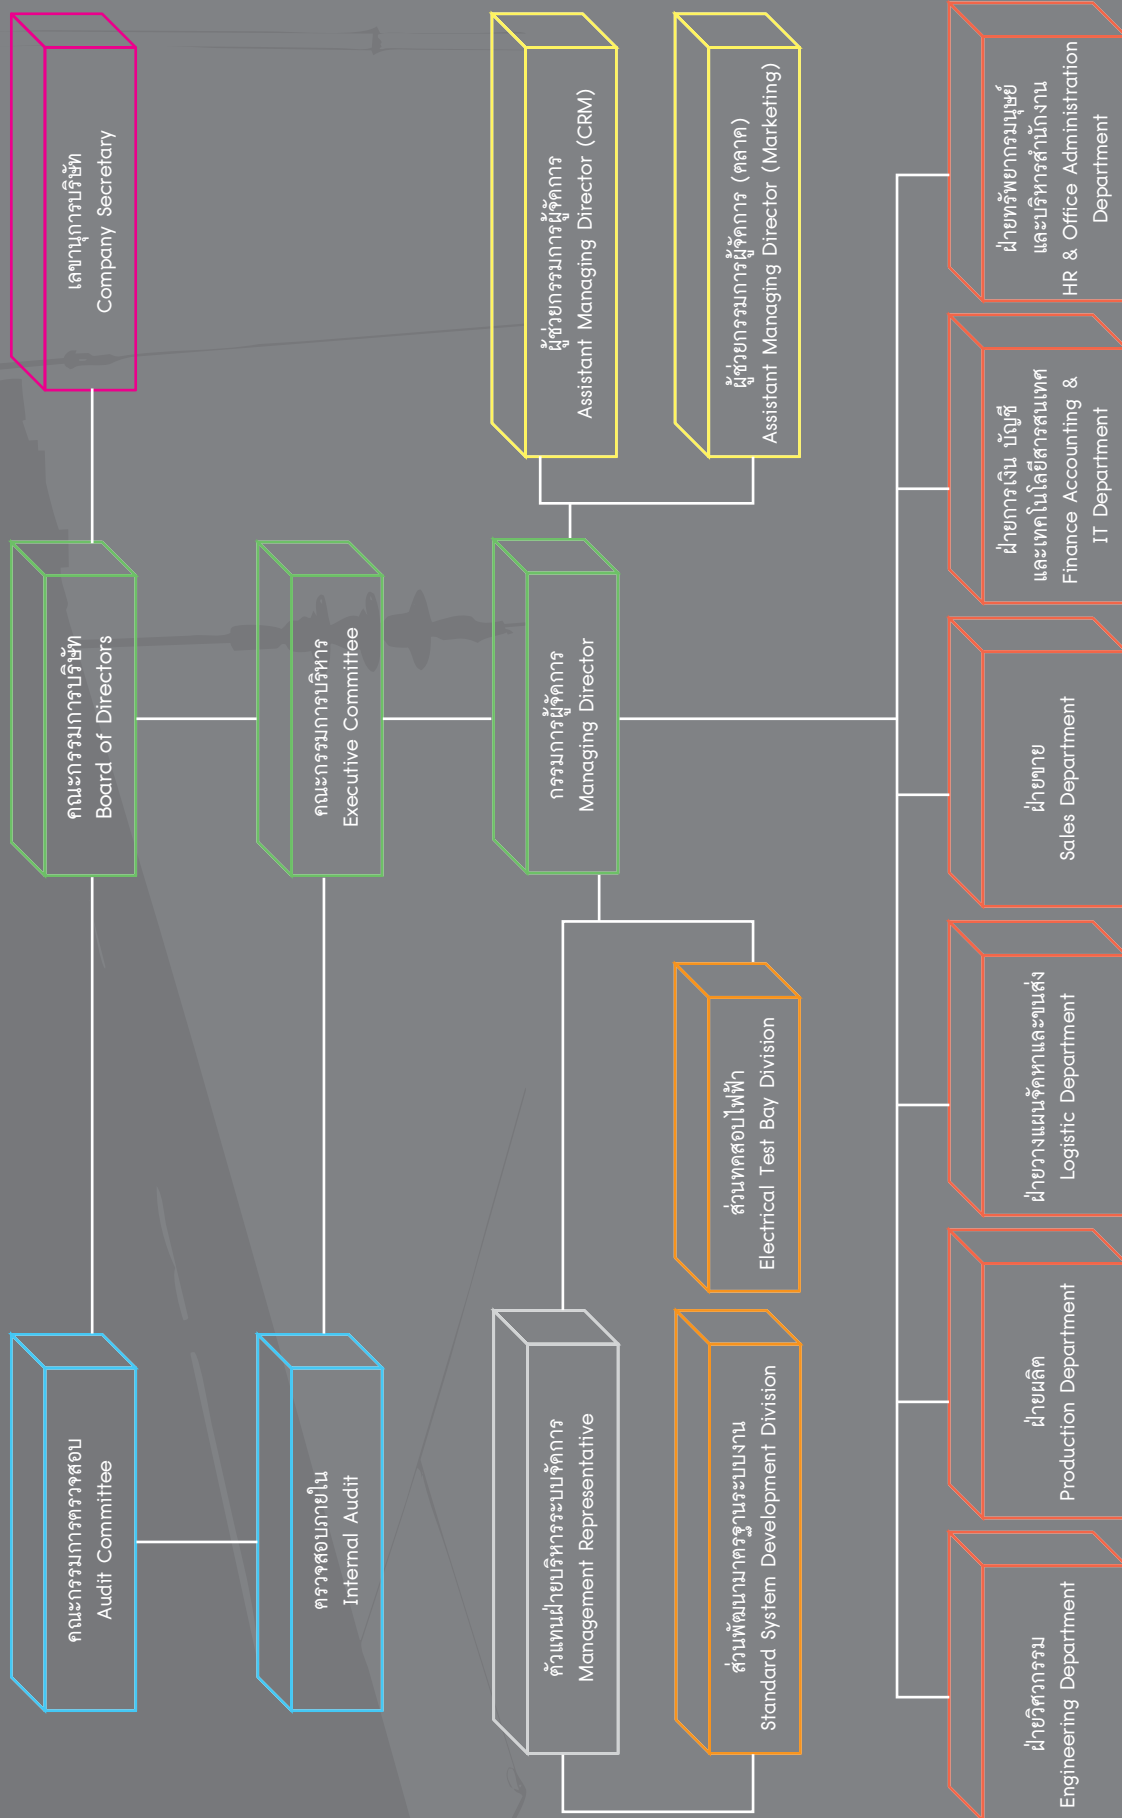 คณะกรรมการตรวจสอบ
Audit Committee
คณะกรรมการบริษัท
Board of Directors
เลขานุการบริษัท
Company Secretary
ตรวจสอบภายใน
Internal Audit
คณะกรรมการบริหาร
Executive Committee
ตัวแทนฝ่ายบริหารระบบจัดการ
Management Representative
กรรมการผู้จัดการ
Managing Director
ผู้ช่วยกรรมการผู้จัดการ
Assistant Managing Director (CRM)
ส่วนพัฒนามาตรฐานระบบงาน
Standard System Development Division
ส่วนทดสอบไฟฟ้า
Electrical Test Bay Division
ผู้ช่วยกรรมการผู้จัดการ (ตลาด)
Assistant Managing Director (Marketing)
ฝ่ายวิศวกรรม
Engineering Department
ฝ่ายผลิต
Production Department
ฝ่ายวางแผนจัดหาและขนส่ง
Logistic Department
ฝ่ายขาย
Sales Department
ฝ่ายการเงิน บัญชี
และเทคโนโลยีสารสนเทศ
Finance Accounting &
IT Department
ฝ่ายทรัพยากรมนุษย์
และบริหารสำนักงาน
HR & Office Administration
Department